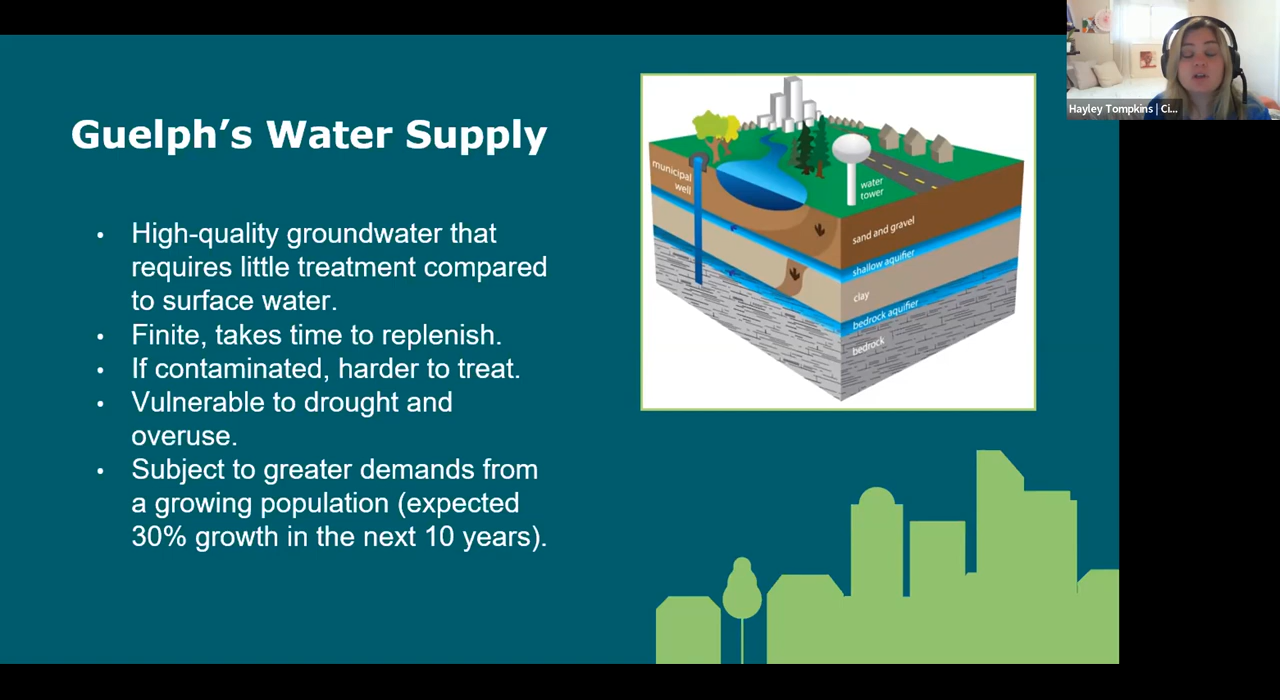 Hayley Tompkins | Ci...
Guelph's Water Supply
• High-quality groundwater that
requires little treatment compared
to surface water.
• Finite, takes time to replenish.
• If contaminated, harder to treat.
• Vulnerable to drought and
overuse.
• Subject to greater demands from
a growing population (expected
30% growth in the next 10 years).
municipal
well
water
tower
sand and gravel
shallow aquifier
clay
bedrock aquifier
bedrock